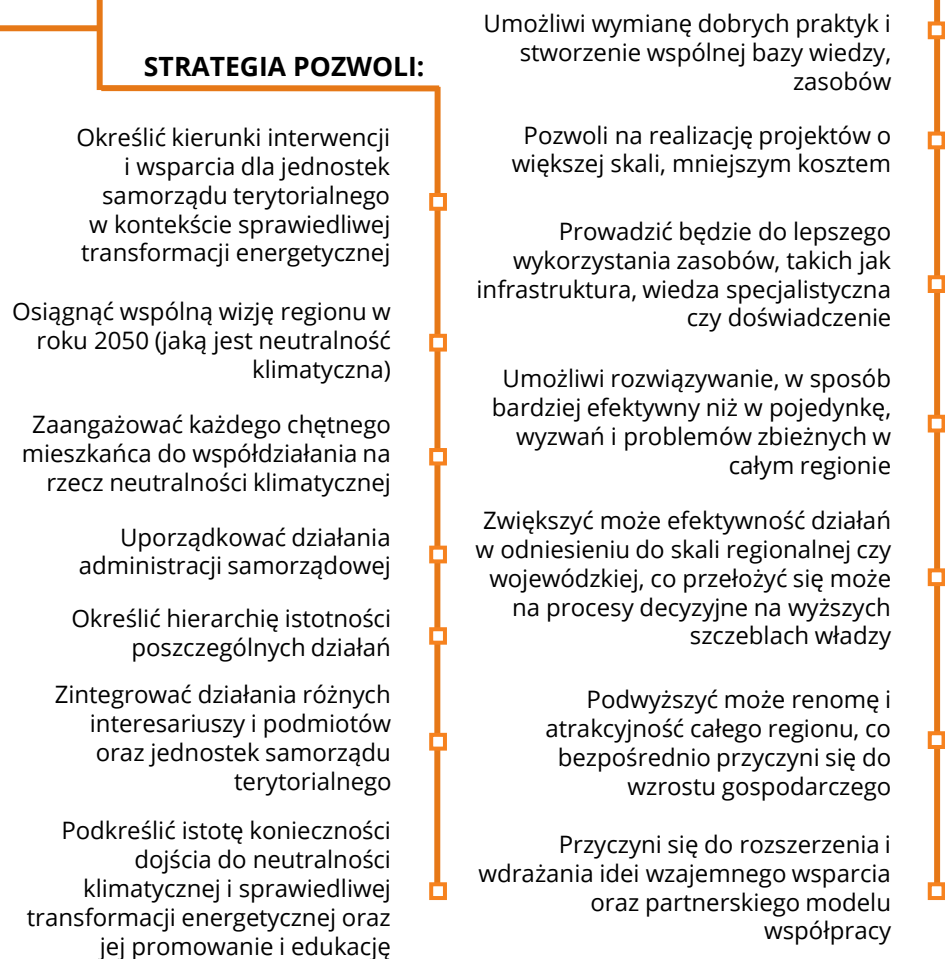 STRATEGIA POZWOLI:
Określić kierunki interwencji
i wsparcia dla jednostek
samorządu terytorialnego
w kontekście sprawiedliwej
transformacji energetycznej
Osiągnąć wspólną wizję regionu w
roku 2050 (jaką jest neutralność
klimatyczna)
Zaangażować każdego chętnego
mieszkańca do współdziałania na
rzecz neutralności klimatycznej
Uporządkować działania
administracji samorządowej
Określić hierarchię istotności
poszczególnych działań
Zintegrować działania różnych
interesariuszy i podmiotów
oraz jednostek samorządu
terytorialnego
Podkreślić istotę konieczności
dojścia do neutralności
klimatycznej i sprawiedliwej
transformacji energetycznej oraz
jej promowanie i edukację
Umożliwi wymianę dobrych praktyk i
stworzenie wspólnej bazy wiedzy,
zasobów
Pozwoli na realizację projektów o
większej skali, mniejszym kosztem
Prowadzić będzie do lepszego
wykorzystania zasobów, takich jak
infrastruktura, wiedza specjalistyczna
czy doświadczenie
Umożliwi rozwiązywanie, w sposób
bardziej efektywny niż w pojedynkę,
wyzwań i problemów zbieżnych w
całym regionie
Zwiększyć może efektywność działań
w odniesieniu do skali regionalnej czy
wojewódzkiej, co przełożyć się może
na procesy decyzyjne na wyższych
szczeblach władzy
Podwyższyć może renomę i
atrakcyjność całego regionu, co
bezpośrednio przyczyni się do
wzrostu gospodarczego
Przyczyni się do rozszerzenia i
wdrażania idei wzajemnego wsparcia
oraz partnerskiego modelu
współpracy